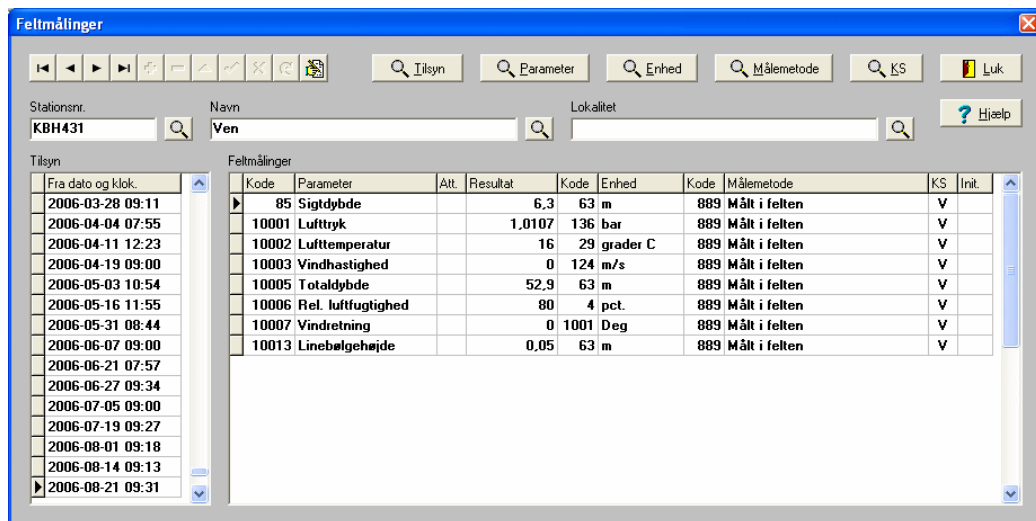 Feltmålinger
Tilsyn Parameter Enhed Målemetode KS Luk
Stationsnr. Navn Lokalitet
KBH431 Ven
Hjælp
Tilsyn
Fra dato og klok.
2006-03-28 09:11
2006-04-04 07:55
2006-04-11 12:23
2006-04-19 09:00
2006-05-03 10:54
2006-05-16 11:55
2006-05-31 08:44
2006-06-07 09:00
2006-06-21 07:57
2006-06-27 09:34
2006-07-05 09:00
2006-07-19 09:27
2006-08-01 09:18
2006-08-14 09:13
2006-08-21 09:31
Feltmålinger
Kode Parameter Att. Resultat Kode Enhed Kode Målemetode KS Init.
85 Sigtdybde 6,3 63 m 889 Målt i felten V
10001 Lufttryk 1,0107 136 bar 889 Målt i felten V
10002 Lufttemperatur 16 29 grader C 889 Målt i felten V
10003 Vindhastighed 0 124 m/s 889 Målt i felten V
10005 Totaldybde 52,9 63 m 889 Målt i felten V
10006 Rel. luftfugtighed 80 4 pct. 889 Målt i felten V
10007 Vindretning 0 1001 Deg 889 Målt i felten V
10013 Linebølgehøjde 0,05 63 m 889 Målt i felten V